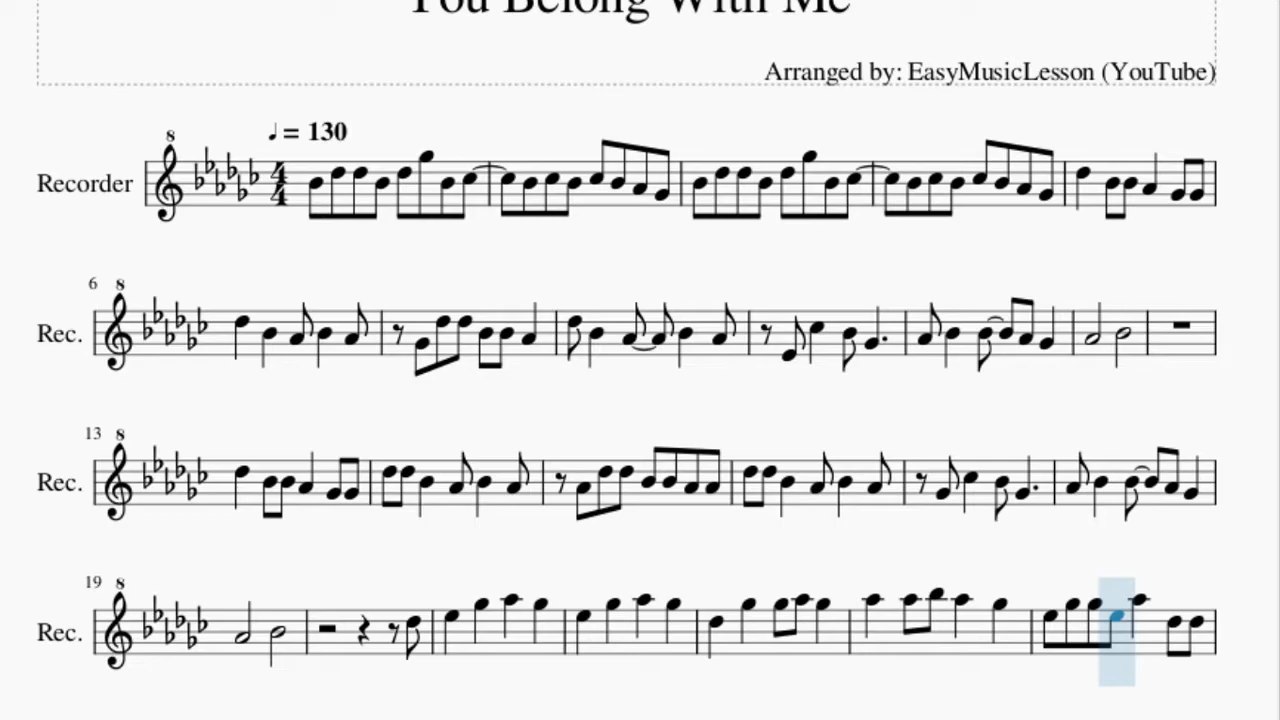 You Belong With Me
Arranged by: EasyMusicLesson (YouTube)
♩ = 130
8
Recorder
4
4
6
8
Rec.
13
8
Rec.
19
8
Rec.